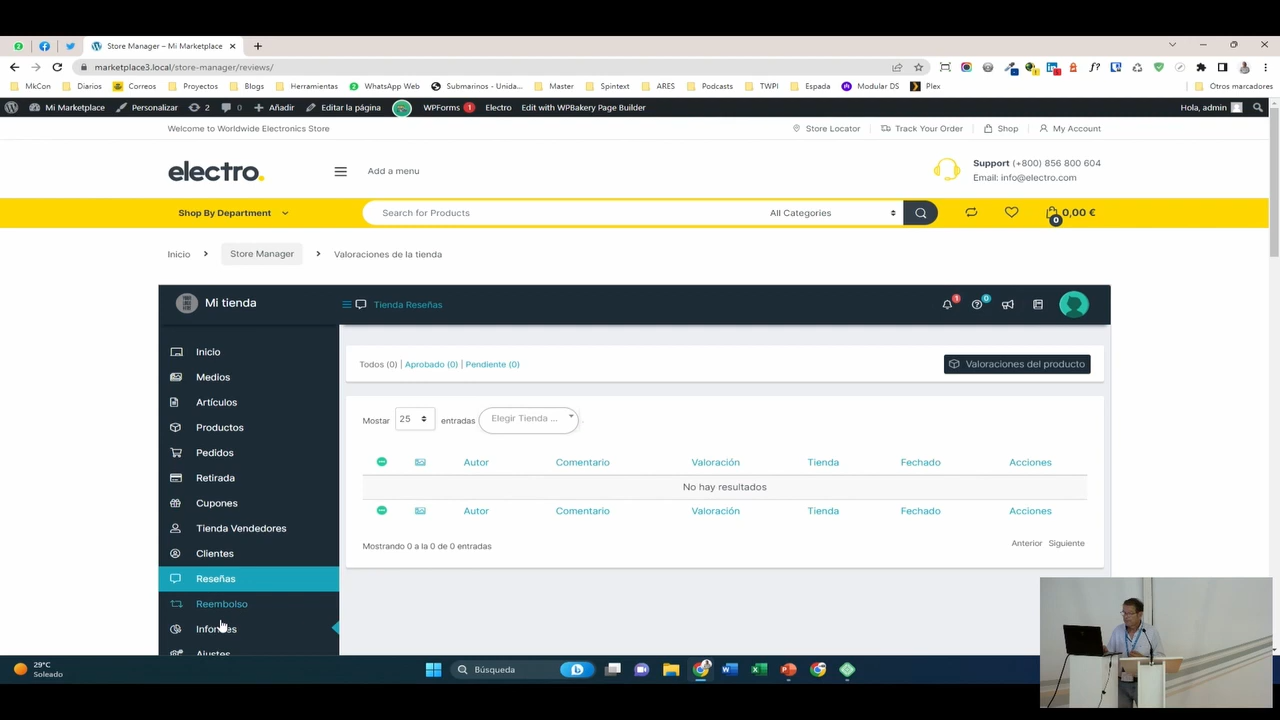 Store Manager – Mi Marketplace
marketplace3.local/store-manager/reviews/
MkCon Diarios Correos Proyectos Blogs Herramientas WhatsApp Web Submarinos - Unida... Master Spintext ARES Podcasts TWPI Espada Modular DS Plex Otros marcadores
Mi Marketplace Personalizar 2 0 Añadir Editar la página WPForms 1 Electro Edit with WPBakery Page Builder Hola, admin
Welcome to Worldwide Electronics Store Store Locator Track Your Order Shop My Account
electro. Add a menu
Support (+800) 856 800 604
Email: info@electro.com
Shop By Department Search for Products All Categories 0 0,00 €
Inicio Store Manager Valoraciones de la tienda
Mi tienda Tienda Reseñas 1 0
Inicio
Medios
Artículos
Productos
Pedidos
Retirada
Cupones
Tienda Vendedores
Clientes
Reseñas
Reembolso
Informes
Ajustes
Todos (0) | Aprobado (0) | Pendiente (0) Valoraciones del producto
Mostar 25 entradas Elegir Tienda ...
Autor Comentario Valoración Tienda Fechado Acciones
No hay resultados
Autor Comentario Valoración Tienda Fechado Acciones
Mostrando 0 a la 0 de 0 entradas Anterior Siguiente
29°C
Soleado
Búsqueda